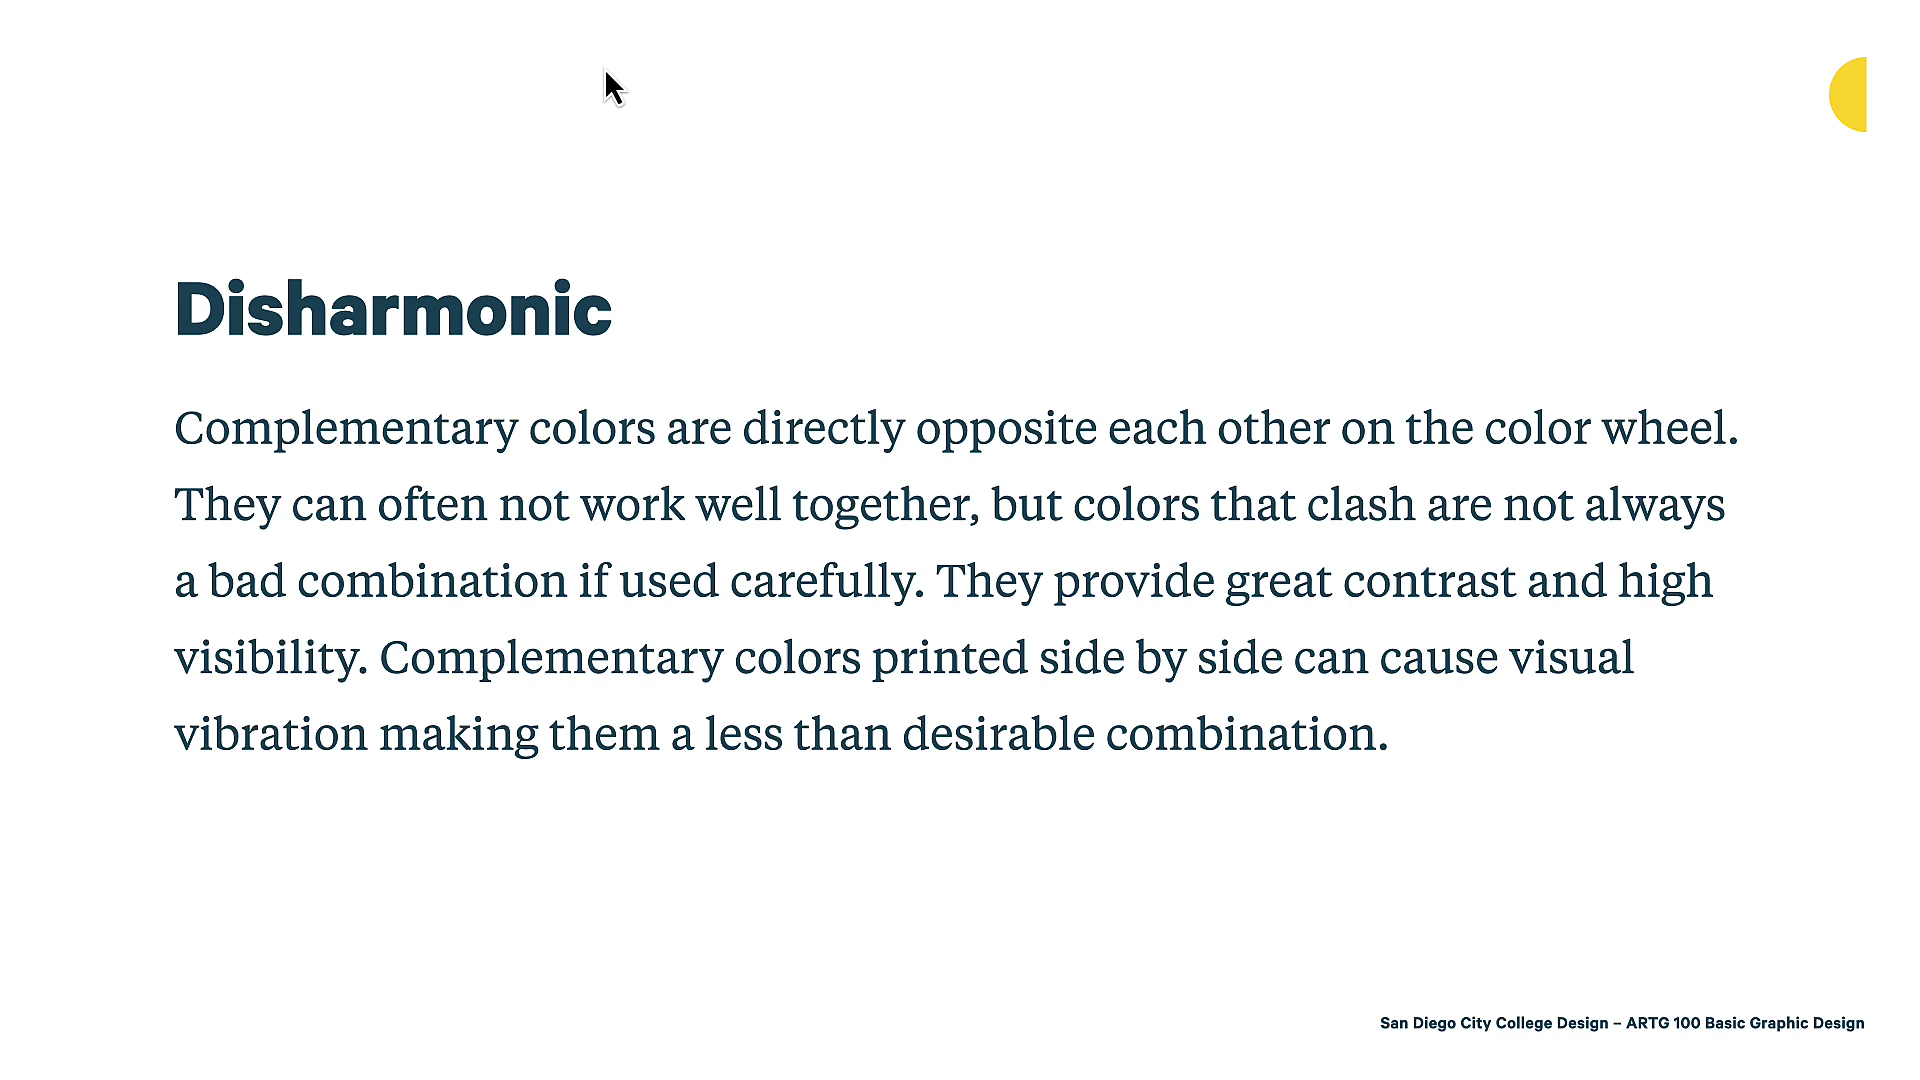 Disharmonic
Complementary colors are directly opposite each other on the color wheel.
They can often not work well together, but colors that clash are not always
a bad combination if used carefully. They provide great contrast and high
visibility. Complementary colors printed side by side can cause visual
vibration making them a less than desirable combination.
San Diego City College Design – ARTG 100 Basic Graphic Design